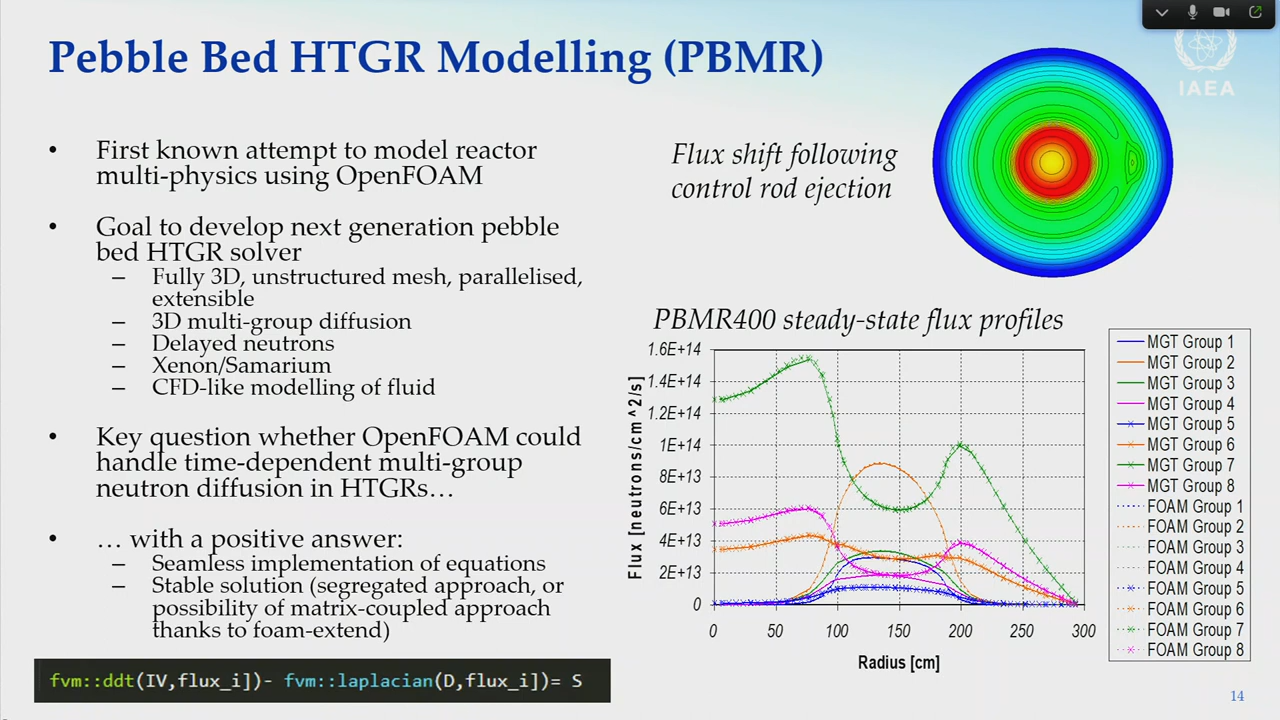 Pebble Bed HTGR Modelling (PBMR)
IAEA
• First known attempt to model reactor
multi-physics using OpenFOAM
• Goal to develop next generation pebble
bed HTGR solver
– Fully 3D, unstructured mesh, parallelised,
extensible
– 3D multi-group diffusion
– Delayed neutrons
– Xenon/Samarium
– CFD-like modelling of fluid
• Key question whether OpenFOAM could
handle time-dependent multi-group
neutron diffusion in HTGRs…
• … with a positive answer:
– Seamless implementation of equations
– Stable solution (segregated approach, or
possibility of matrix-coupled approach
thanks to foam-extend)
fvm::ddt(IV,flux_i])- fvm::laplacian(D,flux_i])= S
Flux shift following
control rod ejection
PBMR400 steady-state flux profiles
Flux [neutrons/cm^2/s]
1.6E+14
1.4E+14
1.2E+14
1E+14
8E+13
6E+13
4E+13
2E+13
0
0 50 100 150 200 250 300
Radius [cm]
MGT Group 1
MGT Group 2
MGT Group 3
MGT Group 4
MGT Group 5
MGT Group 6
MGT Group 7
MGT Group 8
FOAM Group 1
FOAM Group 2
FOAM Group 3
FOAM Group 4
FOAM Group 5
FOAM Group 6
FOAM Group 7
FOAM Group 8
14